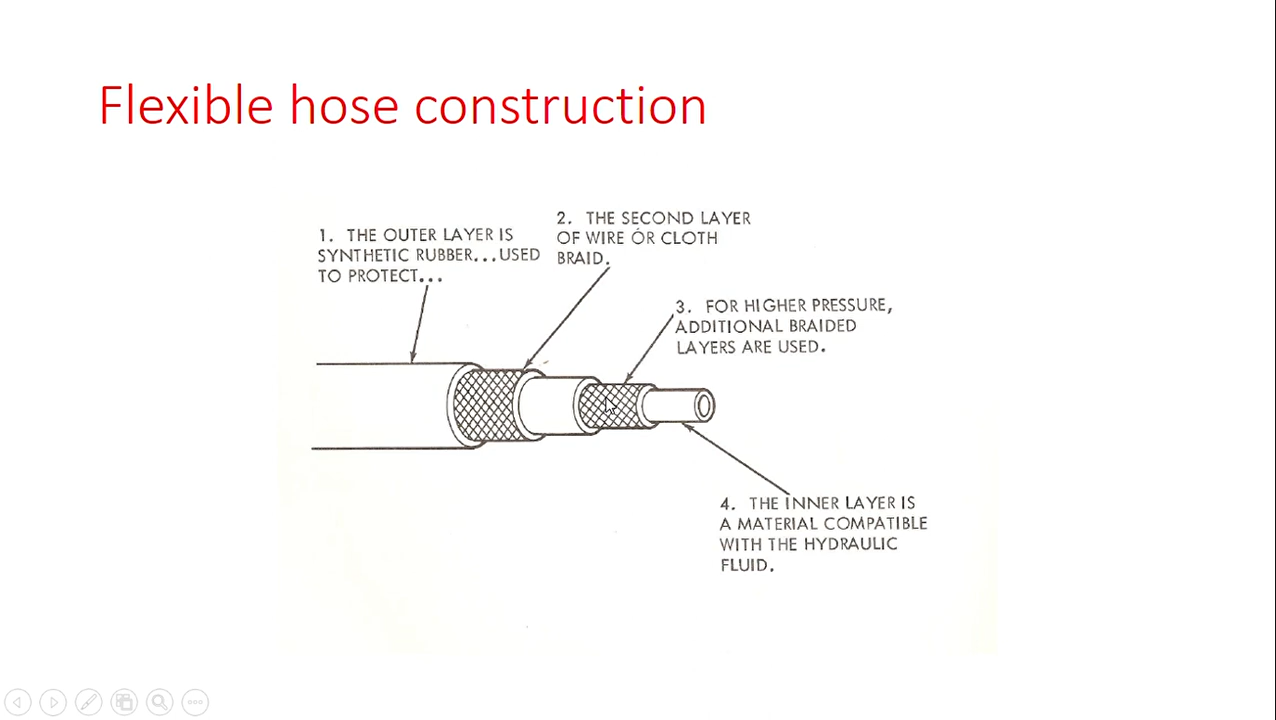 Flexible hose construction
1. THE OUTER LAYER IS
SYNTHETIC RUBBER...USED
TO PROTECT...
2. THE SECOND LAYER
OF WIRE OR CLOTH
BRAID.
3. FOR HIGHER PRESSURE,
ADDITIONAL BRAIDED
LAYERS ARE USED.
4. THE INNER LAYER IS
A MATERIAL COMPATIBLE
WITH THE HYDRAULIC
FLUID.